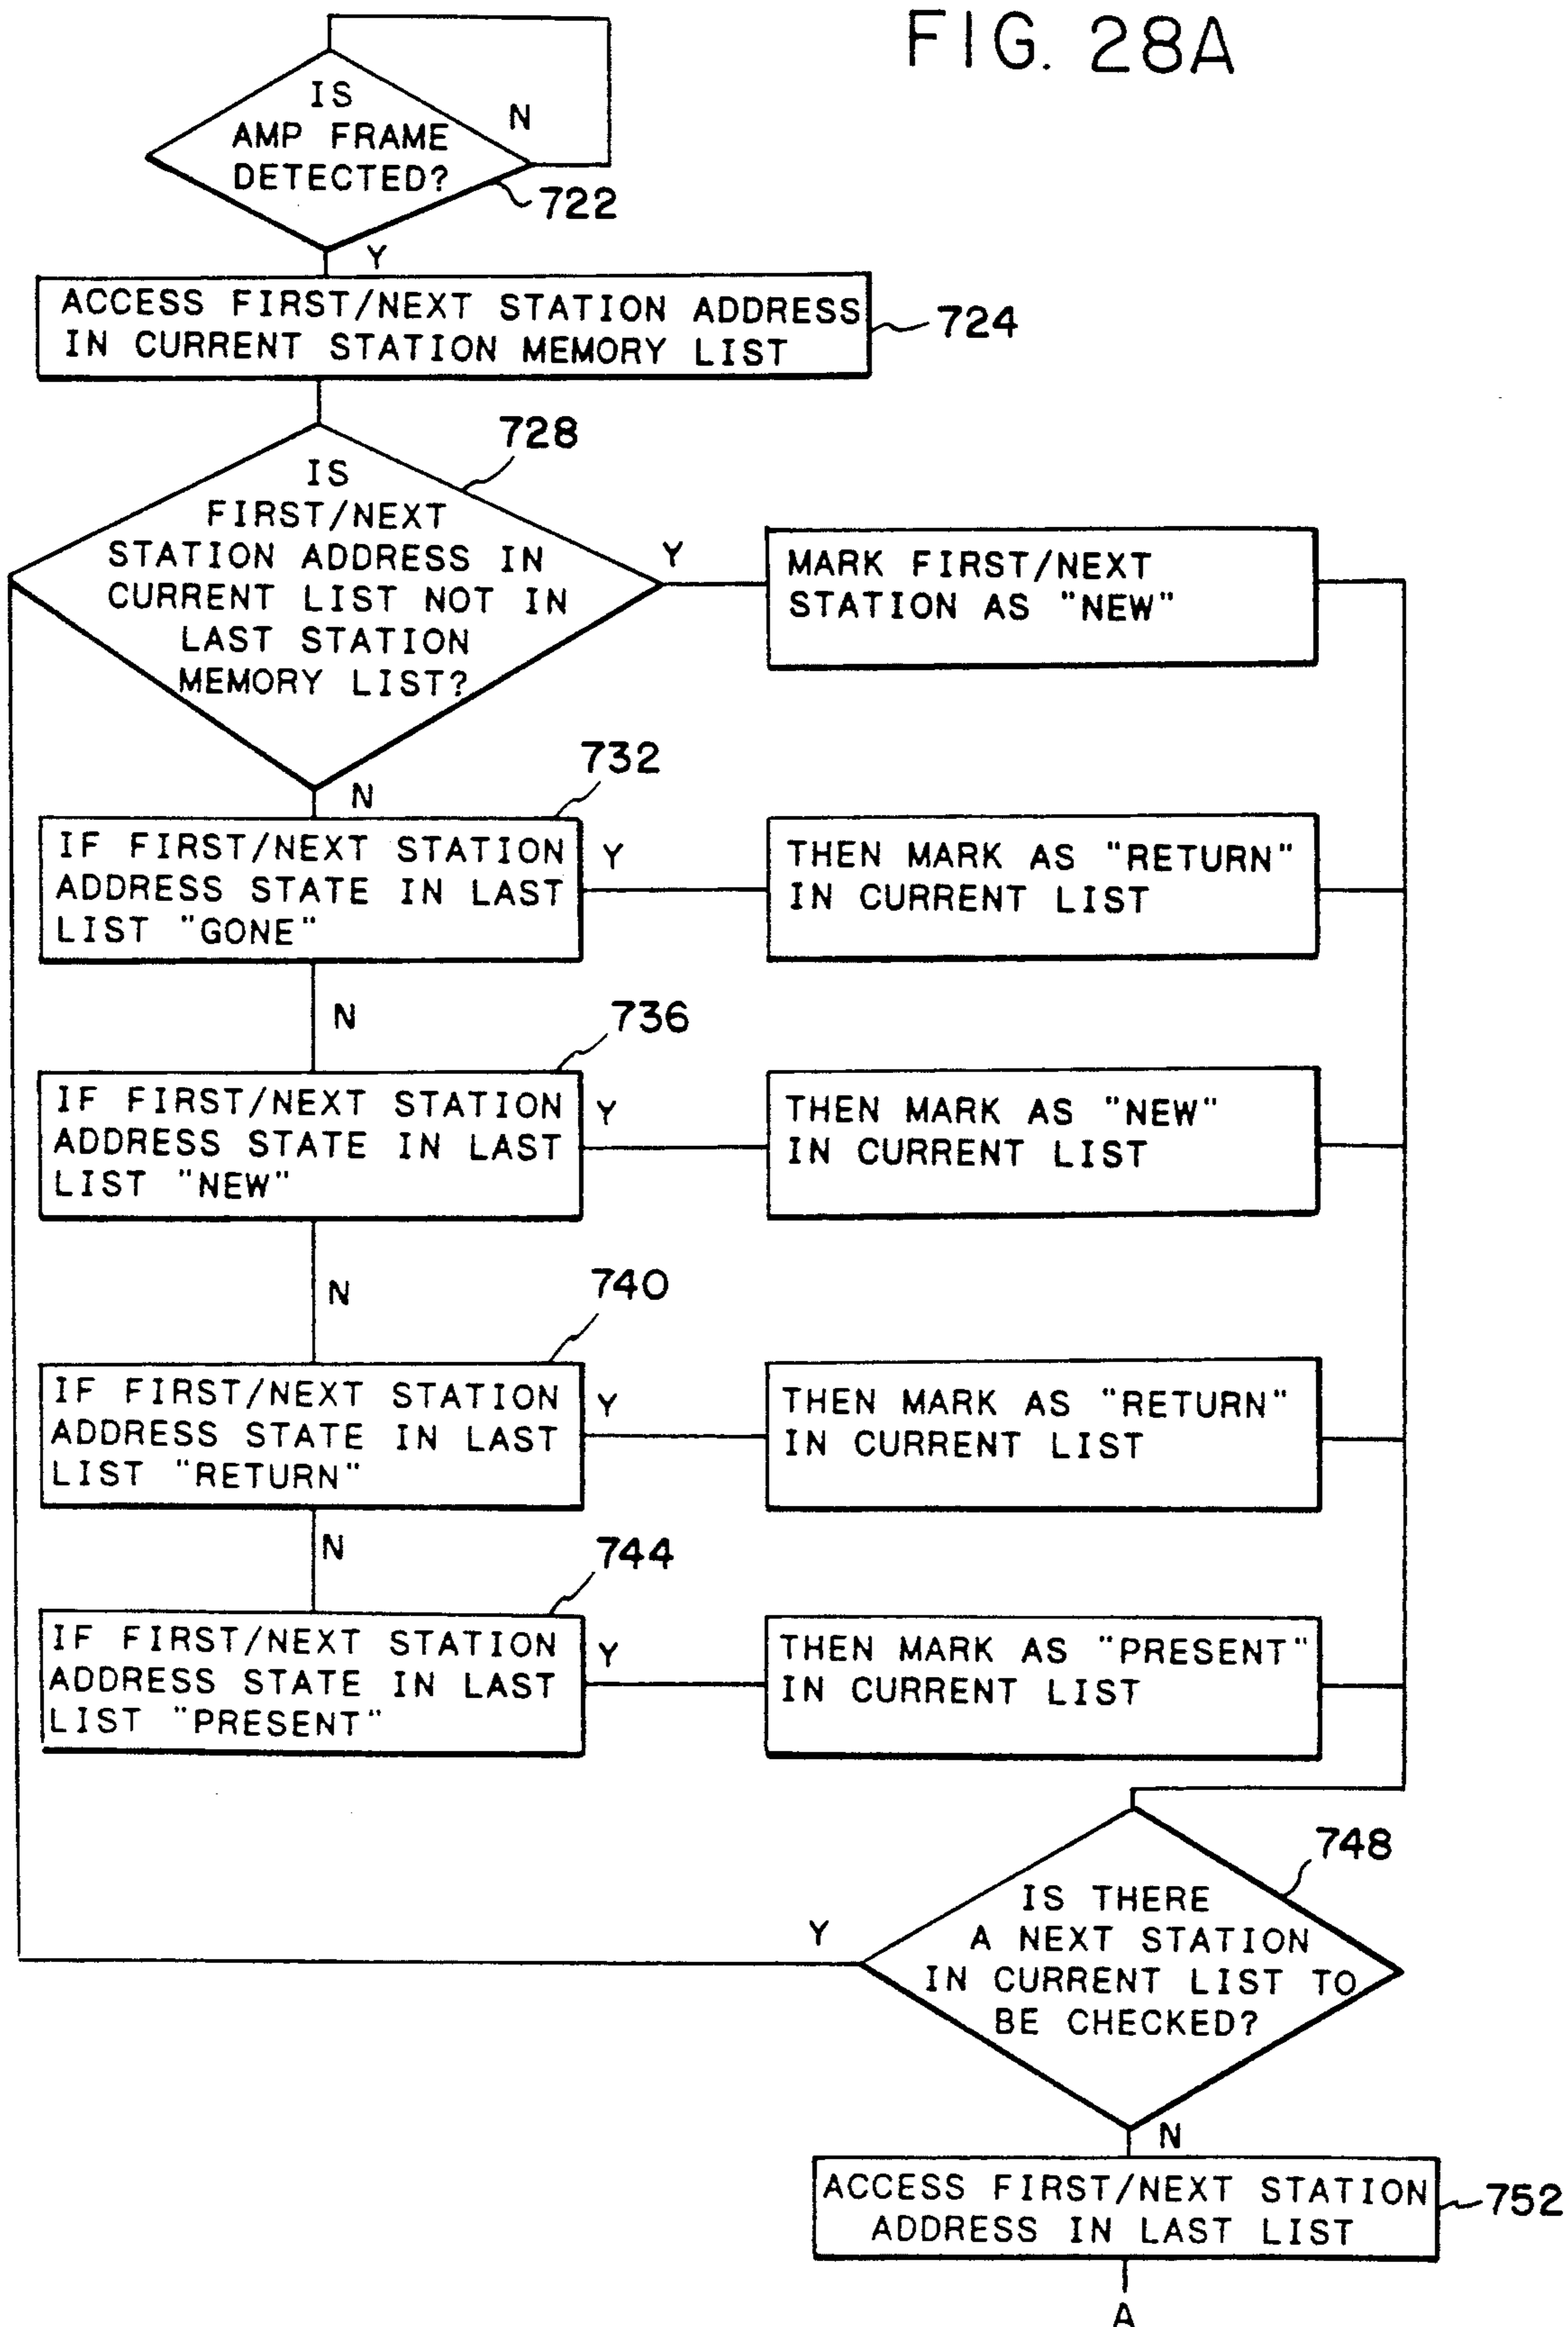 FIG. 28A
IS
AMP FRAME
DETECTED?
N
722
Y
ACCESS FIRST/NEXT STATION ADDRESS
IN CURRENT STATION MEMORY LIST
724
728
IS
FIRST/NEXT
STATION ADDRESS IN
CURRENT LIST NOT IN
LAST STATION
MEMORY LIST?
Y
MARK FIRST/NEXT
STATION AS "NEW"
N
732
IF FIRST/NEXT STATION
ADDRESS STATE IN LAST
LIST "GONE"
Y
THEN MARK AS "RETURN"
IN CURRENT LIST
N
736
IF FIRST/NEXT STATION
ADDRESS STATE IN LAST
LIST "NEW"
Y
THEN MARK AS "NEW"
IN CURRENT LIST
N
740
IF FIRST/NEXT STATION
ADDRESS STATE IN LAST
LIST "RETURN"
Y
THEN MARK AS "RETURN"
IN CURRENT LIST
N
744
IF FIRST/NEXT STATION
ADDRESS STATE IN LAST
LIST "PRESENT"
Y
THEN MARK AS "PRESENT"
IN CURRENT LIST
748
IS THERE
A NEXT STATION
IN CURRENT LIST TO
BE CHECKED?
Y
N
ACCESS FIRST/NEXT STATION
ADDRESS IN LAST LIST
752
A